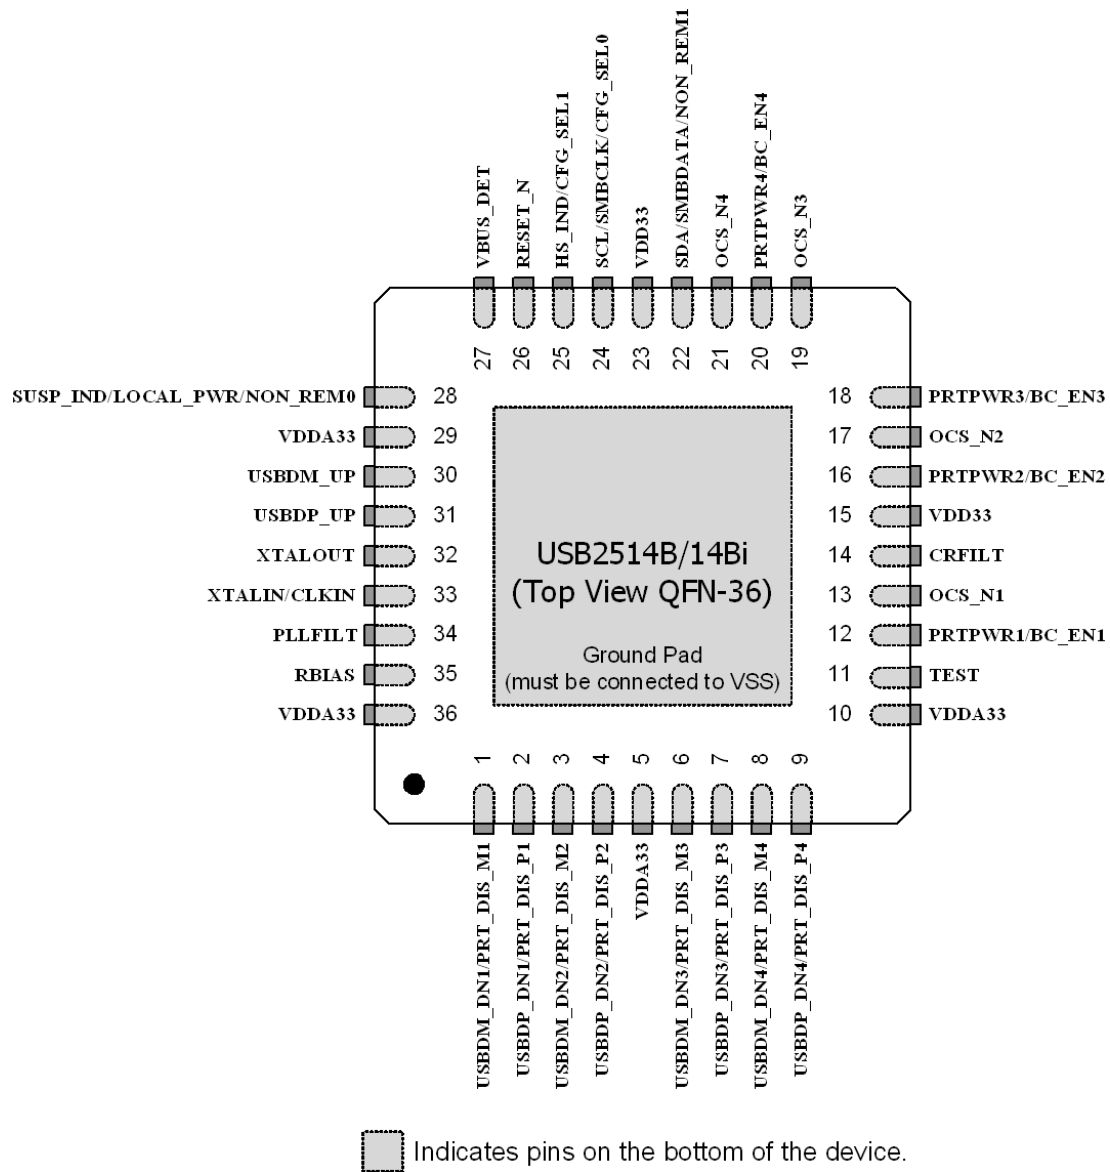 VBUS_DET
RESET_N
HS_IND/CFG_SEL1
SCL/SMBCLK/CFG_SEL0
VDD33
SDA/SMBDATA/NON_REM1
OCS_N4
PRTPWR4/BC_EN4
OCS_N3
27 26 25 24 23 22 21 20 19
SUSP_IND/LOCAL_PWR/NON_REM0 28
VDDA33 29
USBDM_UP 30
USBDP_UP 31
XTALOUT 32
XTALIN/CLKIN 33
PLLFILT 34
RBIAS 35
VDDA33 36
18 PRTPWR3/BC_EN3
17 OCS_N2
16 PRTPWR2/BC_EN2
15 VDD33
14 CRFILT
13 OCS_N1
12 PRTPWR1/BC_EN1
11 TEST
10 VDDA33
USB2514B/14Bi
(Top View QFN-36)
Ground Pad
(must be connected to VSS)
1 2 3 4 5 6 7 8 9
USBDM_DN1/PRT_DIS_M1
USBDP_DN1/PRT_DIS_P1
USBDM_DN2/PRT_DIS_M2
USBDP_DN2/PRT_DIS_P2
VDDA33
USBDM_DN3/PRT_DIS_M3
USBDP_DN3/PRT_DIS_P3
USBDM_DN4/PRT_DIS_M4
USBDP_DN4/PRT_DIS_P4
Indicates pins on the bottom of the device.